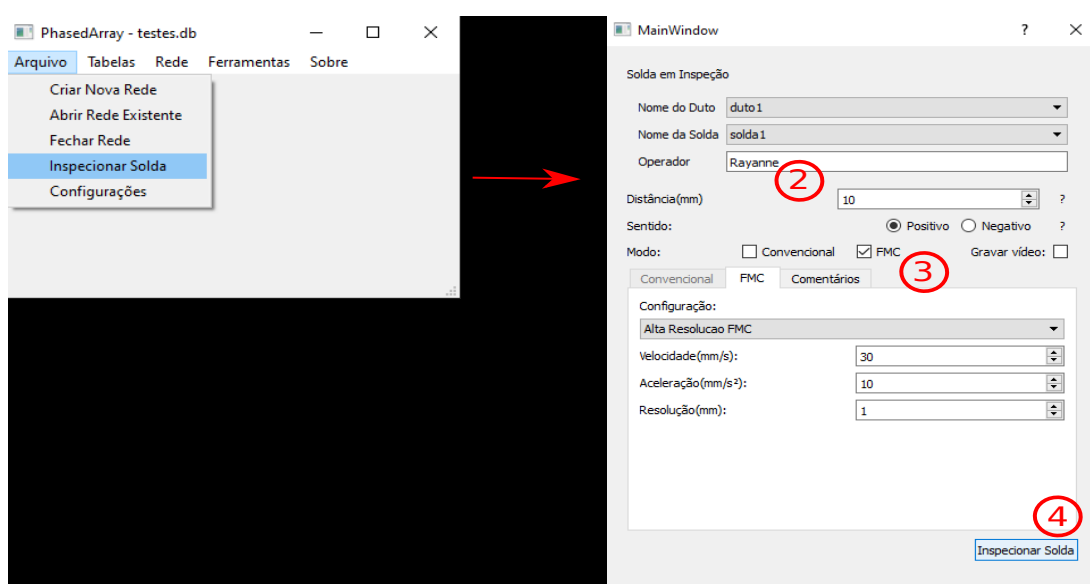 PhasedArray - testes.db
Arquivo Tabelas Rede Ferramentas Sobre
Criar Nova Rede
Abrir Rede Existente
Fechar Rede
Inspecionar Solda
Configurações
MainWindow ?
Solda em Inspeção
Nome do Duto duto1
Nome da Solda solda1
Operador Rayanne
2
Distância(mm) 10 ?
Sentido: Positivo Negativo ?
Modo: Convencional FMC Gravar vídeo:
3
Convencional FMC Comentários
Configuração:
Alta Resolucao FMC
Velocidade(mm/s): 30
Aceleração(mm/s²): 10
Resolução(mm): 1
4
Inspecionar Solda